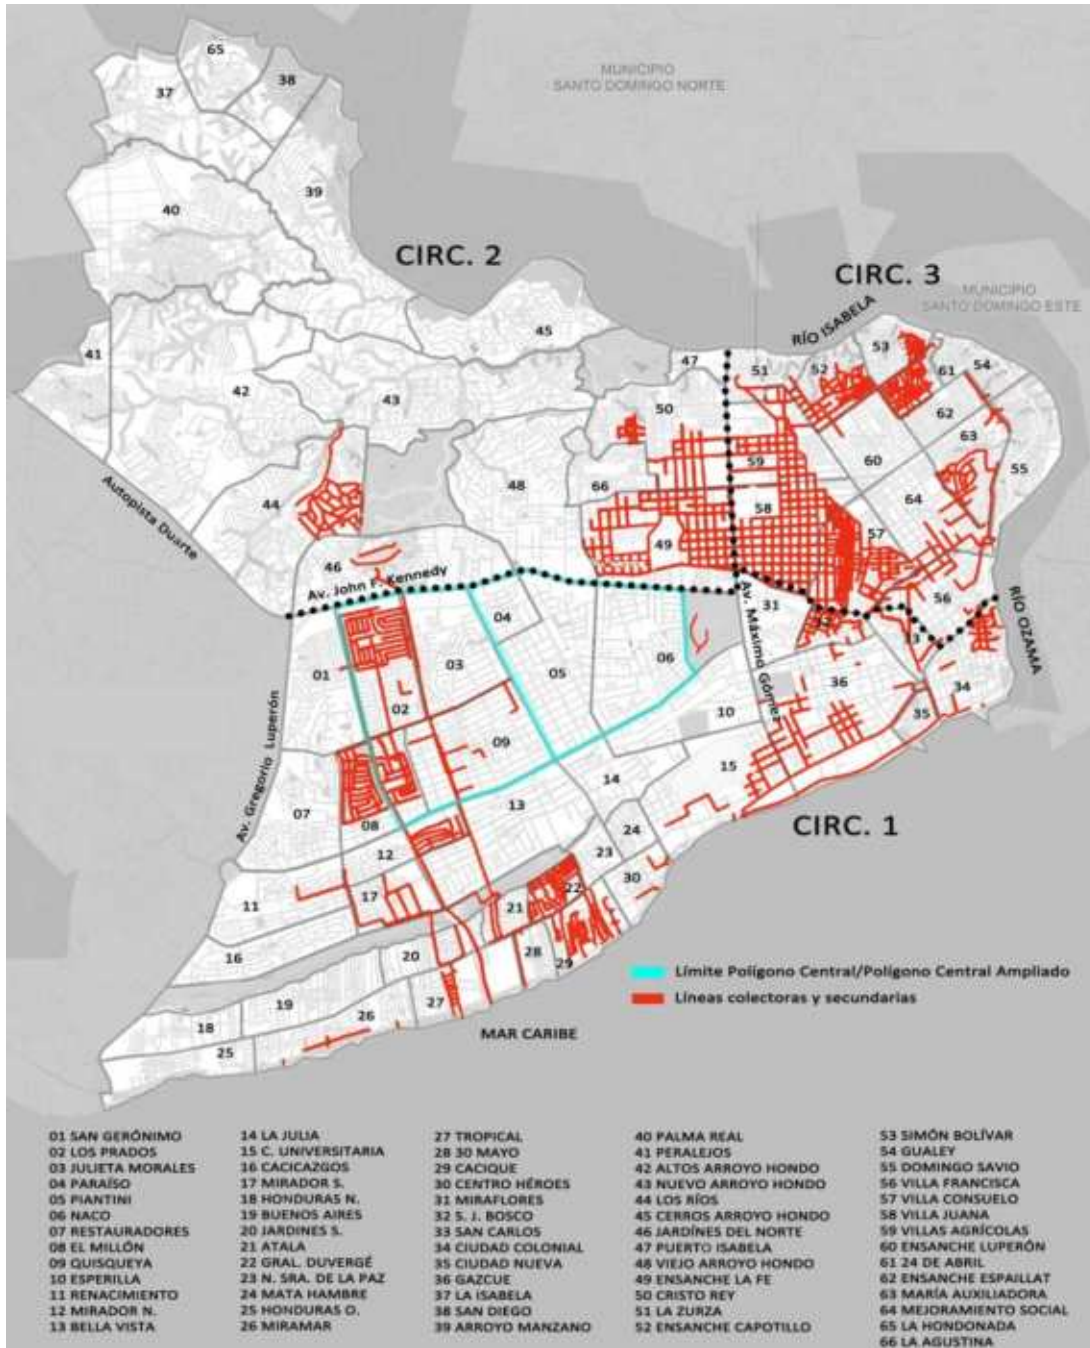 MUNICIPIO
SANTO DOMINGO NORTE
65
38
37
39
40
CIRC. 2
CIRC. 3
MUNICIPIO
SANTO DOMINGO ESTE
RÍO ISABELA
45
47
41
42
43
51
52
53
61
54
50
62
63
48
59
60
55
66
58
64
44
49
57
Autopista Duarte
46
Av. John F. Kennedy
56
31
04
32
33
RÍO OZAMA
01
03
05
06
Av. Máximo Gómez
36
34
02
35
10
Av. Gregorio Luperón
09
15
14
07
13
08
24
CIRC. 1
12
23
22
30
17
11
21
28
16
20
29
Límite Polígono Central/Polígono Central Ampliado
19
27
Líneas colectoras y secundarias
26
18
MAR CARIBE
25
01 SAN GERÓNIMO
02 LOS PRADOS
03 JULIETA MORALES
04 PARAÍSO
05 PIANTINI
06 NACO
07 RESTAURADORES
08 EL MILLÓN
09 QUISQUEYA
10 ESPERILLA
11 RENACIMIENTO
12 MIRADOR N.
13 BELLA VISTA
14 LA JULIA
15 C. UNIVERSITARIA
16 CACICAZGOS
17 MIRADOR S.
18 HONDURAS N.
19 BUENOS AIRES
20 JARDINES S.
21 ATALA
22 GRAL. DUVERGÉ
23 N. SRA. DE LA PAZ
24 MATA HAMBRE
25 HONDURAS O.
26 MIRAMAR
27 TROPICAL
28 30 MAYO
29 CACIQUE
30 CENTRO HÉROES
31 MIRAFLORES
32 S. J. BOSCO
33 SAN CARLOS
34 CIUDAD COLONIAL
35 CIUDAD NUEVA
36 GAZCUE
37 LA ISABELA
38 SAN DIEGO
39 ARROYO MANZANO
40 PALMA REAL
41 PERALEJOS
42 ALTOS ARROYO HONDO
43 NUEVO ARROYO HONDO
44 LOS RÍOS
45 CERROS ARROYO HONDO
46 JARDÍNES DEL NORTE
47 PUERTO ISABELA
48 VIEJO ARROYO HONDO
49 ENSANCHE LA FE
50 CRISTO REY
51 LA ZURZA
52 ENSANCHE CAPOTILLO
53 SIMÓN BOLÍVAR
54 GUALEY
55 DOMINGO SAVIO
56 VILLA FRANCISCA
57 VILLA CONSUELO
58 VILLA JUANA
59 VILLAS AGRÍCOLAS
60 ENSANCHE LUPERÓN
61 24 DE ABRIL
62 ENSANCHE ESPAILLAT
63 MARÍA AUXILIADORA
64 MEJORAMIENTO SOCIAL
65 LA HONDONADA
66 LA AGUSTINA